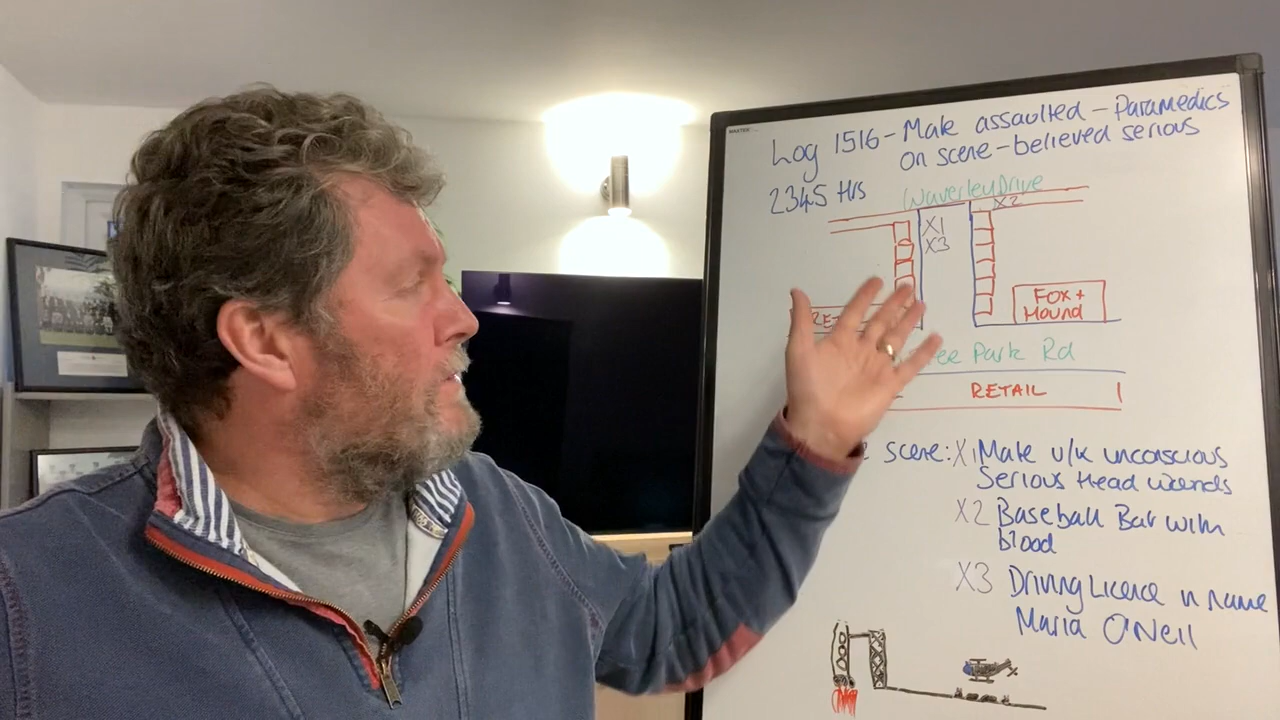 Log 1516 - Male assaulted - Paramedics
on scene - believed serious
2345 Hrs
Waverley Drive
X2
X1
X3
Fox +
Hound
Park Rd
RETAIL
scene: X1 Male u/k unconscious
Serious Head wounds
X2 Baseball Bat with
blood
X3 Driving Licence in name
Maria O'Neil